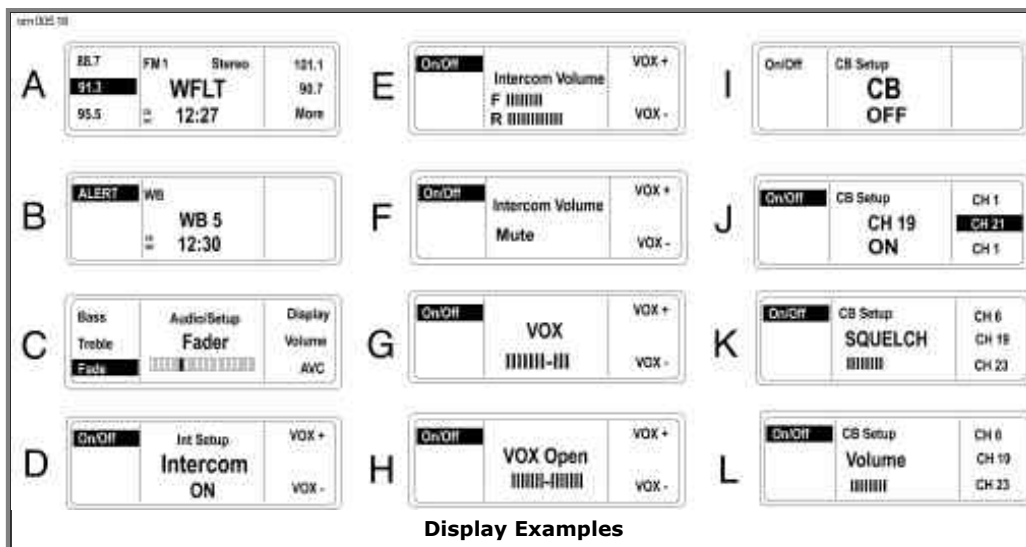 A
88.7
91.3
95.5
FM1 Stereo
WFLT
12:27
101.1
90.7
More
B
ALERT
WB
WB 5
12:30
C
Bass
Treble
Fade
Audio/Setup
Fader
Display
Volume
AVC
D
On/Off
Int Setup
Intercom
ON
VOX +
VOX -
E
On/Off
Intercom Volume
F
R
VOX +
VOX -
F
On/Off
Intercom Volume
Mute
VOX +
VOX -
G
On/Off
VOX
VOX +
VOX -
H
On/Off
VOX Open
VOX +
VOX -
I
On/Off
CB Setup
CB
OFF
J
On/Off
CB Setup
CH 19
ON
CH 1
CH 21
CH 1
K
On/Off
CB Setup
SQUELCH
CH 6
CH 19
CH 23
L
On/Off
CB Setup
Volume
CH 6
CH 19
CH 23
Display Examples